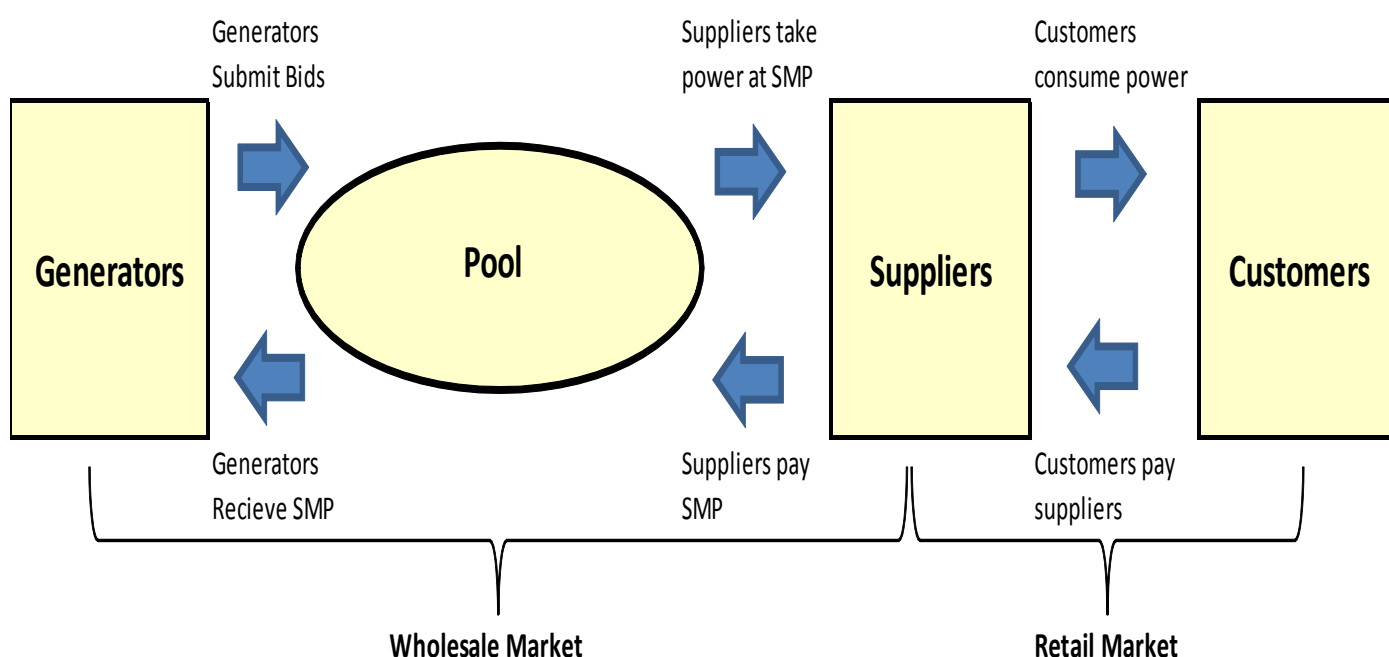 Generators
Submit Bids
Suppliers take
power at SMP
Customers
consume power
Generators
Pool
Suppliers
Customers
Generators
Recieve SMP
Suppliers pay
SMP
Customers pay
suppliers
Wholesale Market
Retail Market